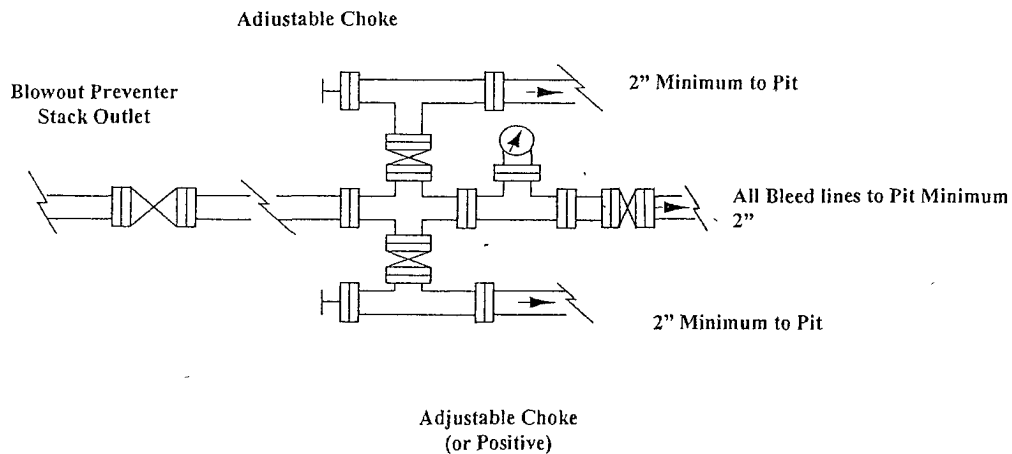 Adiustable Choke
2” Minimum to Pit
Blowout Preventer
Stack Outlet
All Bleed lines to Pit Minimum
2”
2” Minimum to Pit
Adjustable Choke
(or Positive)